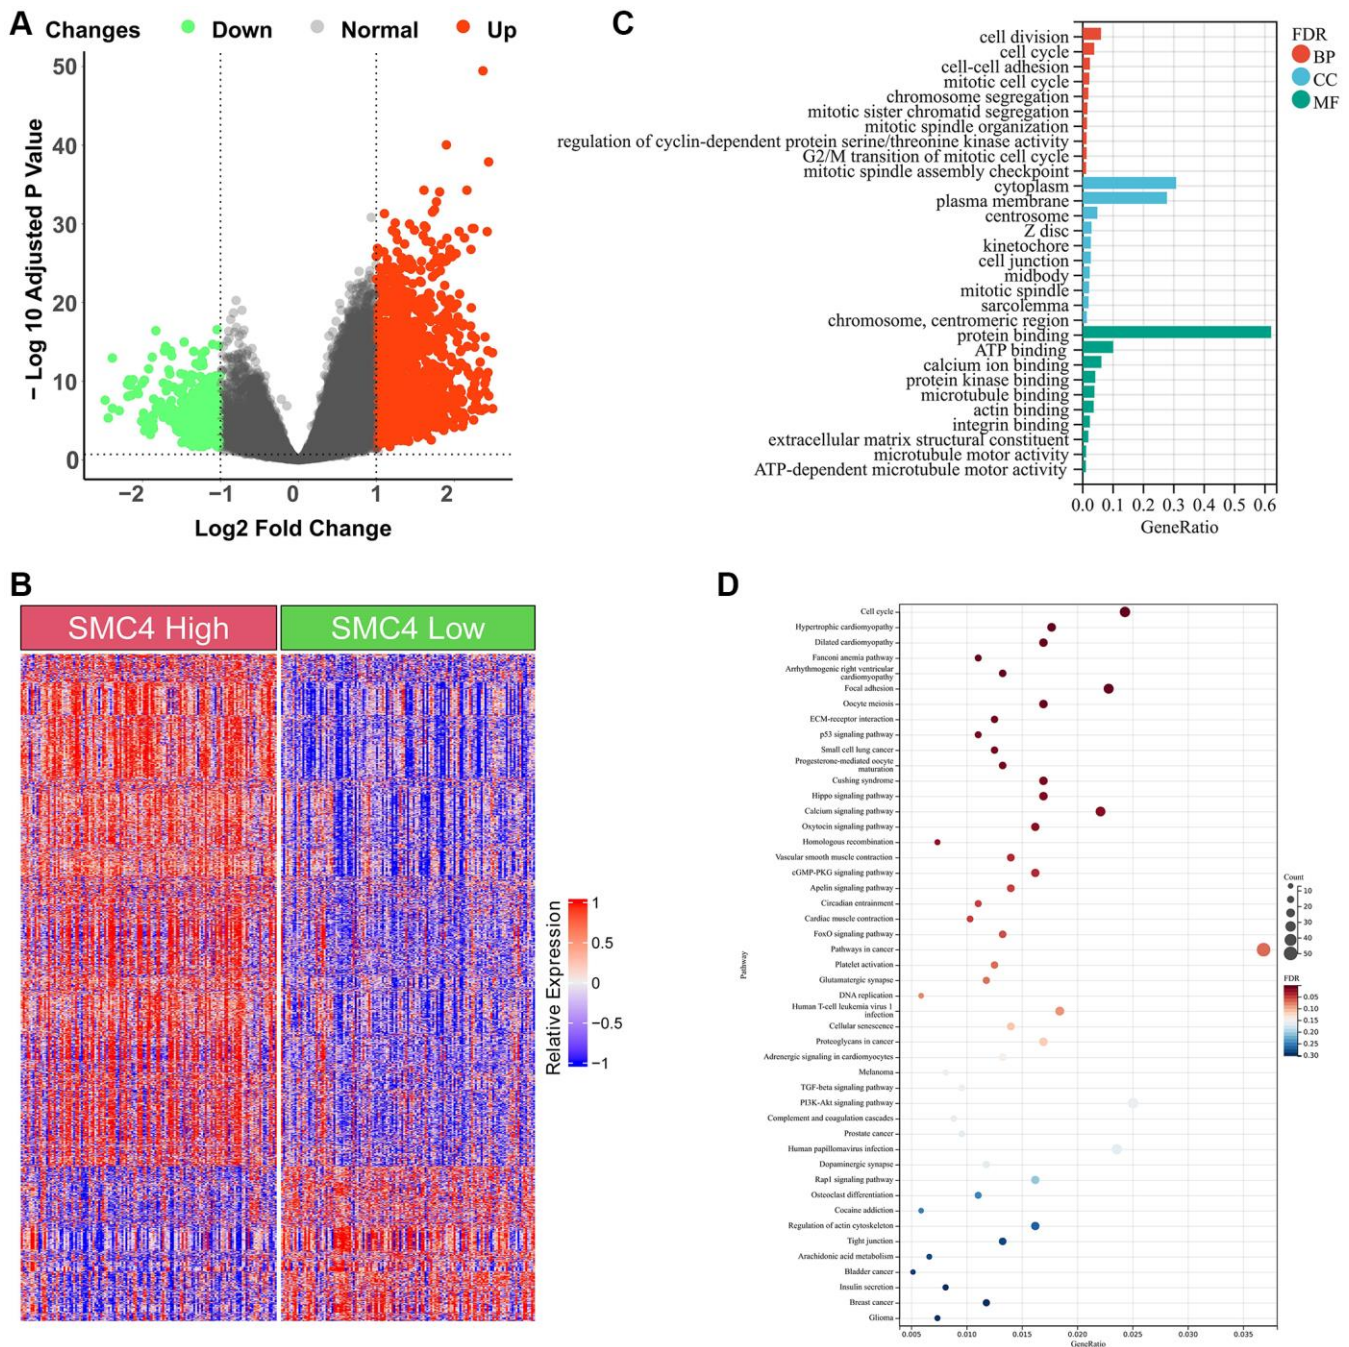 A
Changes Down Normal Up
50
40
30
20
10
0
− Log 10 Adjusted P Value
−2 −1 0 1 2
Log2 Fold Change
C
cell division
cell cycle
cell-cell adhesion
mitotic cell cycle
chromosome segregation
mitotic sister chromatid segregation
mitotic spindle organization
regulation of cyclin-dependent protein serine/threonine kinase activity
G2/M transition of mitotic cell cycle
mitotic spindle assembly checkpoint
cytoplasm
plasma membrane
centrosome
Z disc
kinetochore
cell junction
midbody
mitotic spindle
sarcolemma
chromosome, centromeric region
protein binding
ATP binding
calcium ion binding
protein kinase binding
microtubule binding
actin binding
integrin binding
extracellular matrix structural constituent
microtubule motor activity
ATP-dependent microtubule motor activity
0.0 0.1 0.2 0.3 0.4 0.5 0.6
GeneRatio
FDR
BP
CC
MF
B
SMC4 High SMC4 Low
Relative Expression
1
0.5
0
−0.5
−1
D
Cell cycle
Hypertrophic cardiomyopathy
Dilated cardiomyopathy
Fanconi anemia pathway
Arrhythmogenic right ventricular
cardiomyopathy
Focal adhesion
Oocyte meiosis
ECM-receptor interaction
p53 signaling pathway
Small cell lung cancer
Progesterone-mediated oocyte
maturation
Cushing syndrome
Hippo signaling pathway
Calcium signaling pathway
Oxytocin signaling pathway
Homologous recombination
Vascular smooth muscle contraction
cGMP-PKG signaling pathway
Apelin signaling pathway
Circadian entrainment
Cardiac muscle contraction
FoxO signaling pathway
Pathways in cancer
Platelet activation
Glutamatergic synapse
DNA replication
Human T-cell leukemia virus 1
infection
Cellular senescence
Proteoglycans in cancer
Adrenergic signaling in cardiomyocytes
Melanoma
TGF-beta signaling pathway
PI3K-Akt signaling pathway
Complement and coagulation cascades
Prostate cancer
Human papillomavirus infection
Dopaminergic synapse
Rap1 signaling pathway
Osteoclast differentiation
Cocaine addiction
Regulation of actin cytoskeleton
Tight junction
Arachidonic acid metabolism
Bladder cancer
Insulin secretion
Breast cancer
Glioma
Pathway
0.005 0.010 0.015 0.020 0.025 0.030 0.035
GeneRatio
Count
10
20
30
40
50
FDR
0.05
0.10
0.15
0.20
0.25
0.30